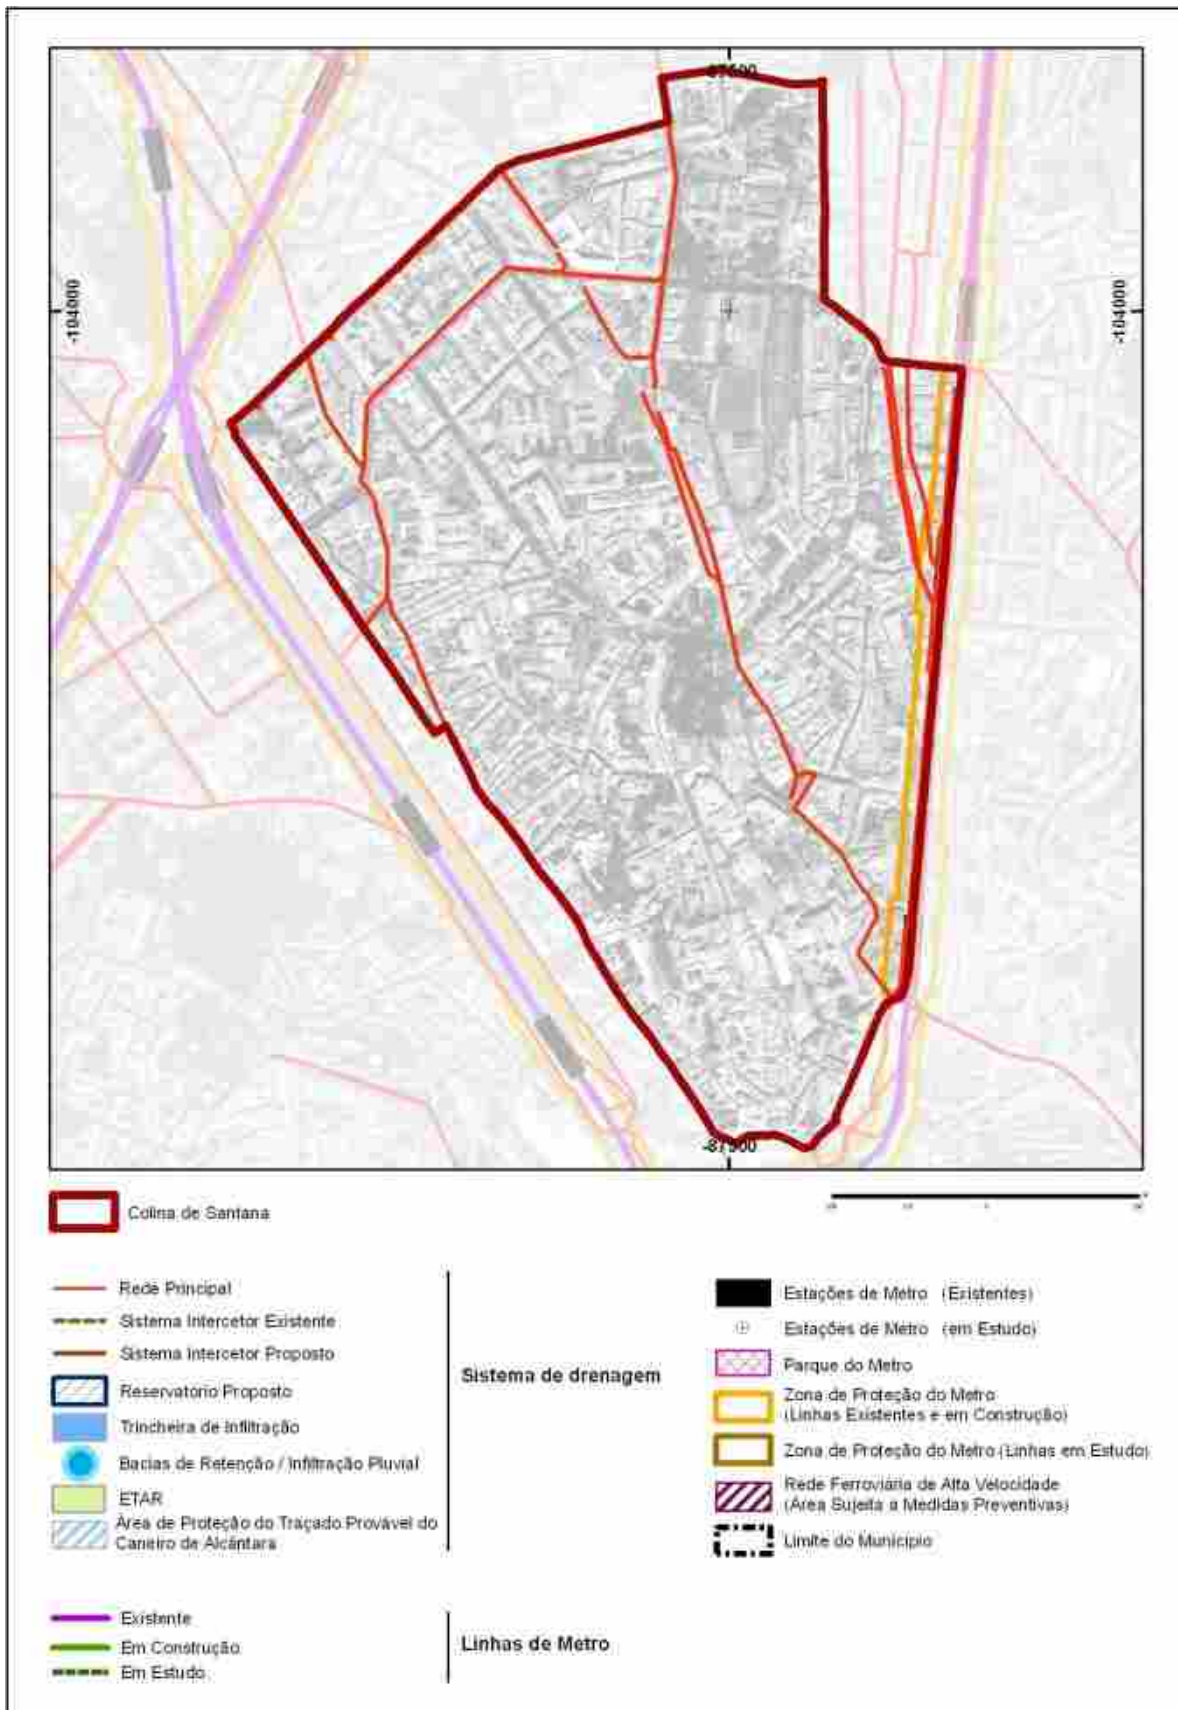 -87500
-104000
-104000
-87500
Colina de Santana
Rede Principal
Sistema Intercetor Existente
Sistema Intercetor Proposto
Reservatório Proposto
Trincheira de Infiltração
Bacias de Retenção / Infiltração Pluvial
ETAR
Área de Proteção do Traçado Provável do
Caneiro de Alcântara
Sistema de drenagem
Estações de Metro (Existentes)
Estações de Metro (em Estudo)
Parque do Metro
Zona de Proteção do Metro
(Linhas Existentes e em Construção)
Zona de Proteção do Metro (Linhas em Estudo)
Rede Ferroviária de Alta Velocidade
(Área Sujeita a Medidas Preventivas)
Limite do Município
Existente
Em Construção
Em Estudo
Linhas de Metro